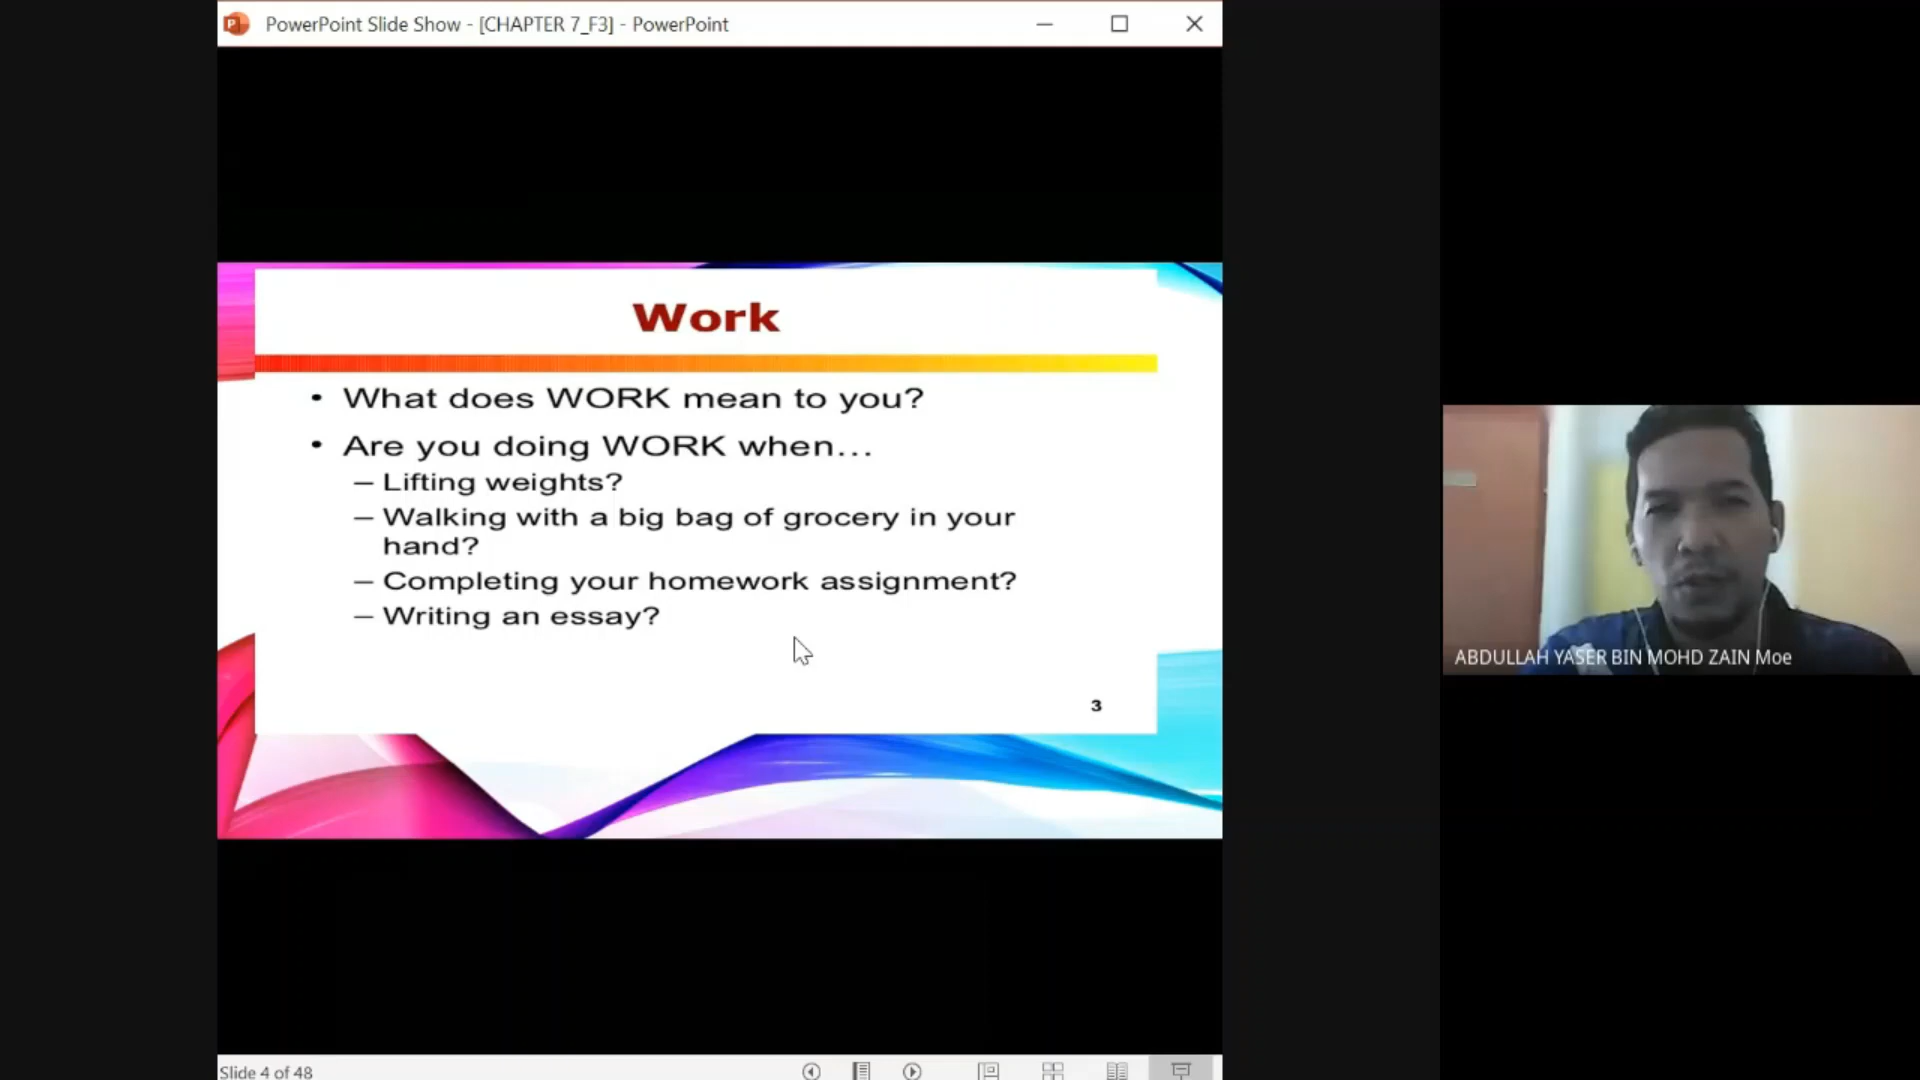 PowerPoint Slide Show - [CHAPTER 7_F3] - PowerPoint
Work
• What does WORK mean to you?
• Are you doing WORK when...
– Lifting weights?
– Walking with a big bag of grocery in your
hand?
– Completing your homework assignment?
– Writing an essay?
3
ABDULLAH YASER BIN MOHD ZAIN Moe
Slide 4 of 48